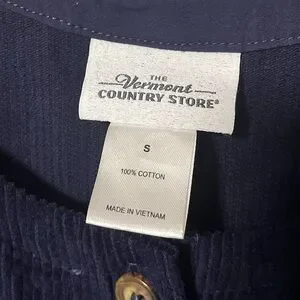 THE
Vermont
COUNTRY STORE®
S
100% COTTON
MADE IN VIETNAM